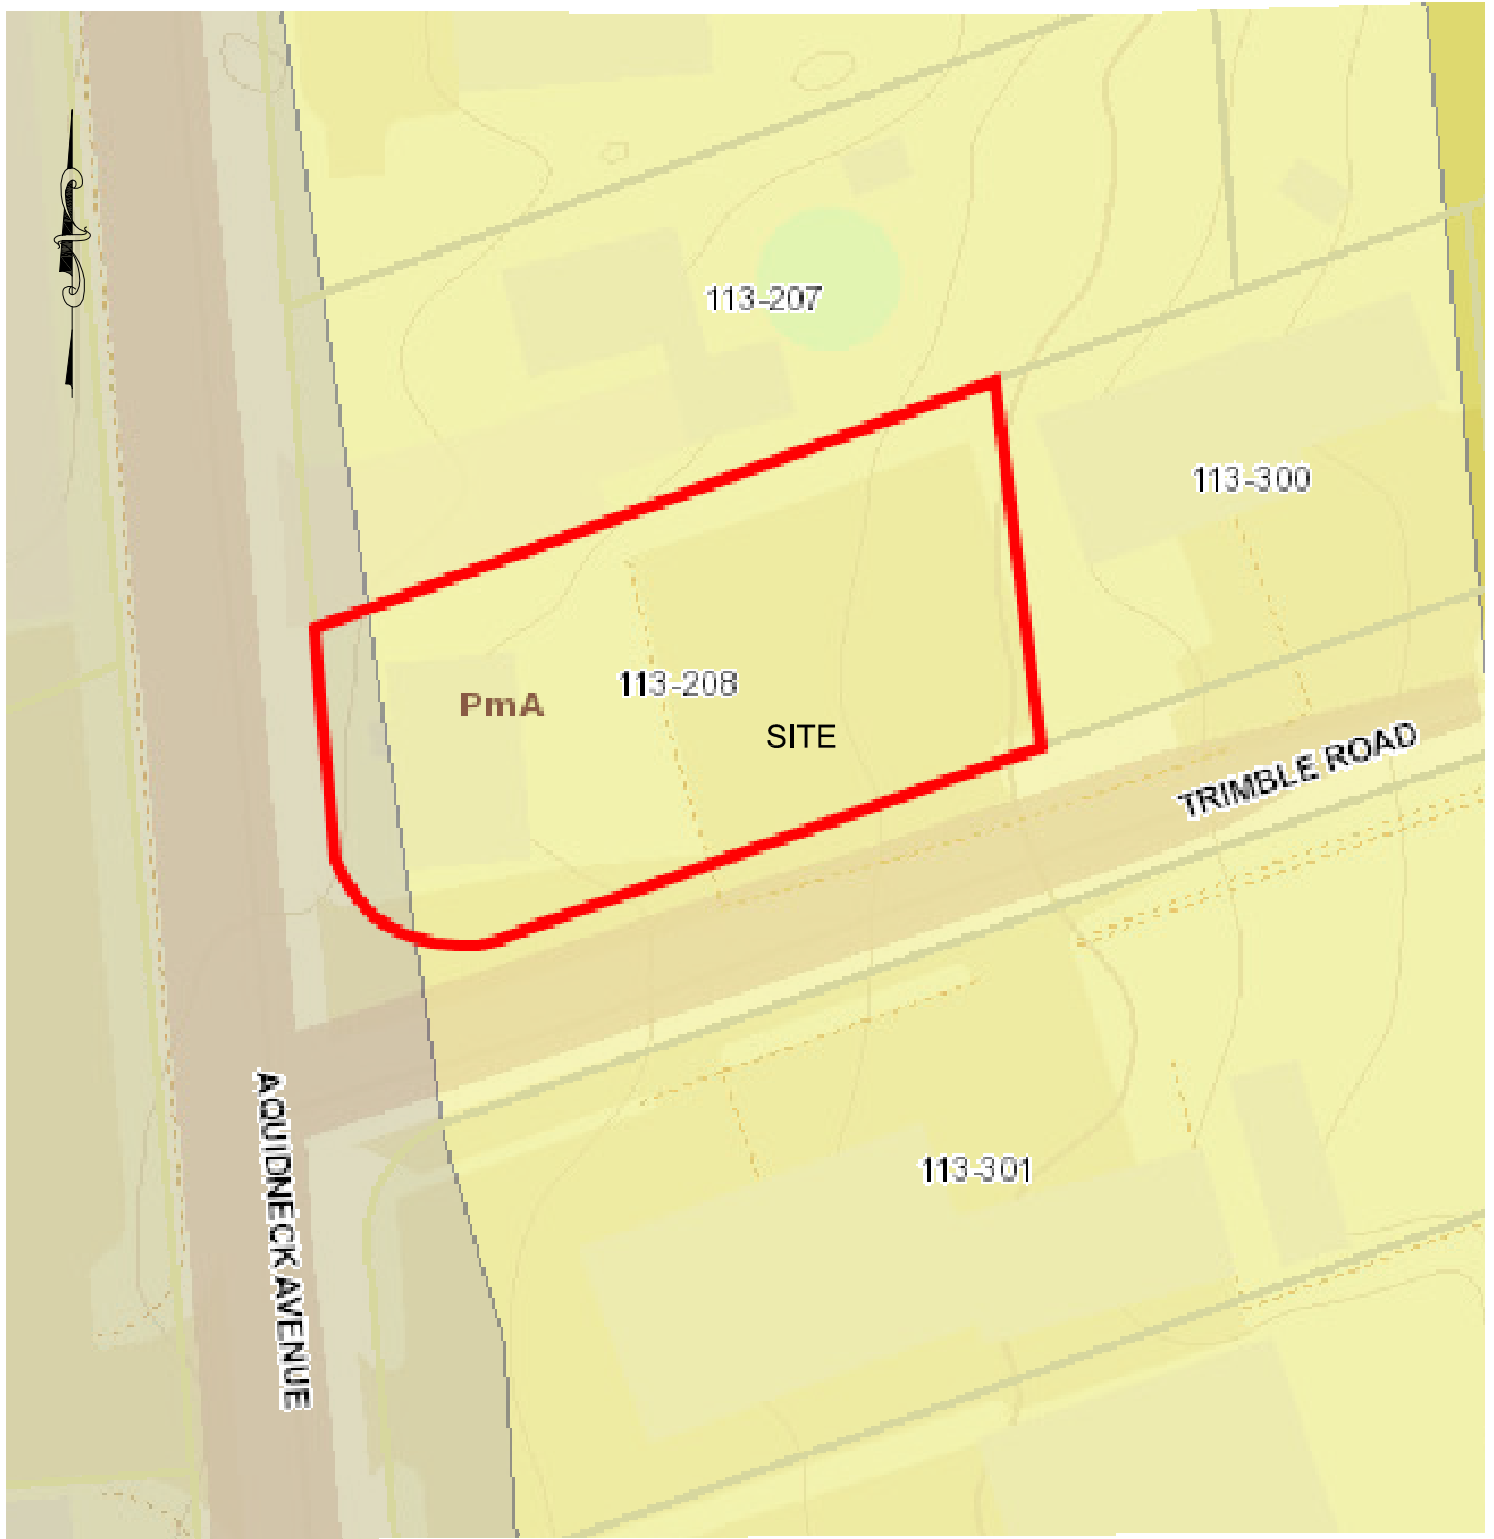 113-207
113-300
113-208
PmA
SITE
TRIMBLE ROAD
AQUIDNECK AVENUE
113-301